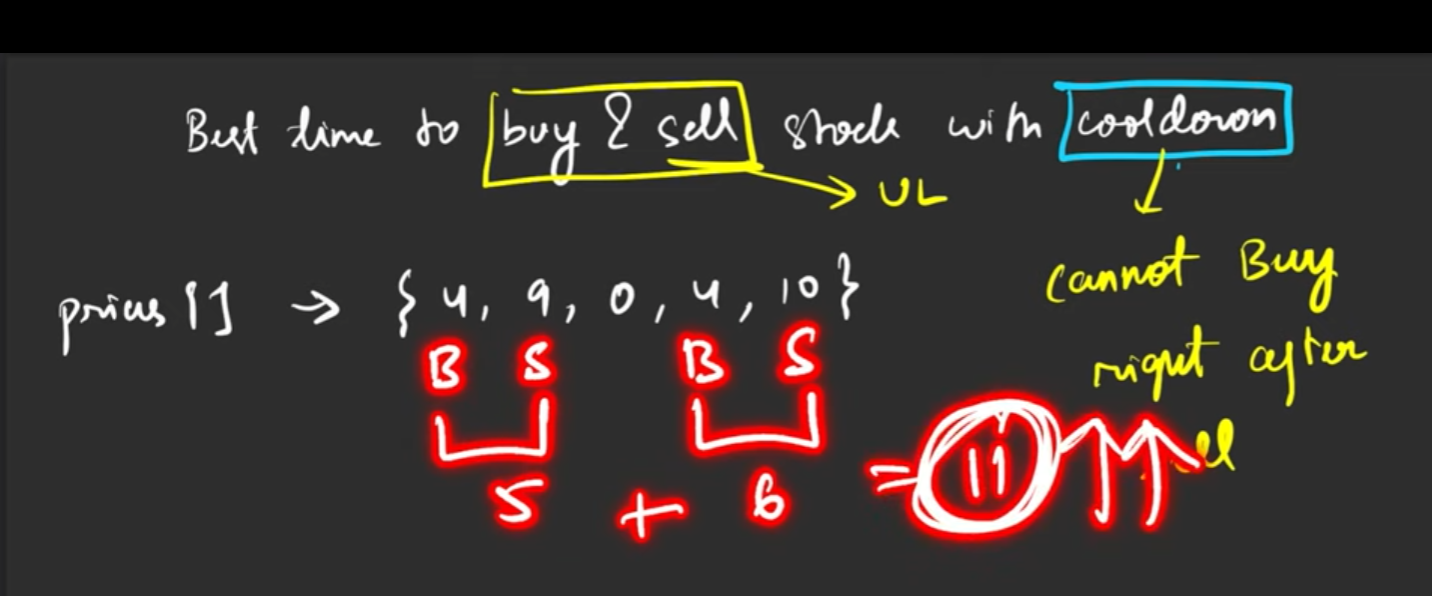 Best time to buy & sell stock with cooldown
→ UL
prices [] → { 4, 9, 0, 4, 10 }
cannot Buy
right after
B S B S
5 + 6 = 11